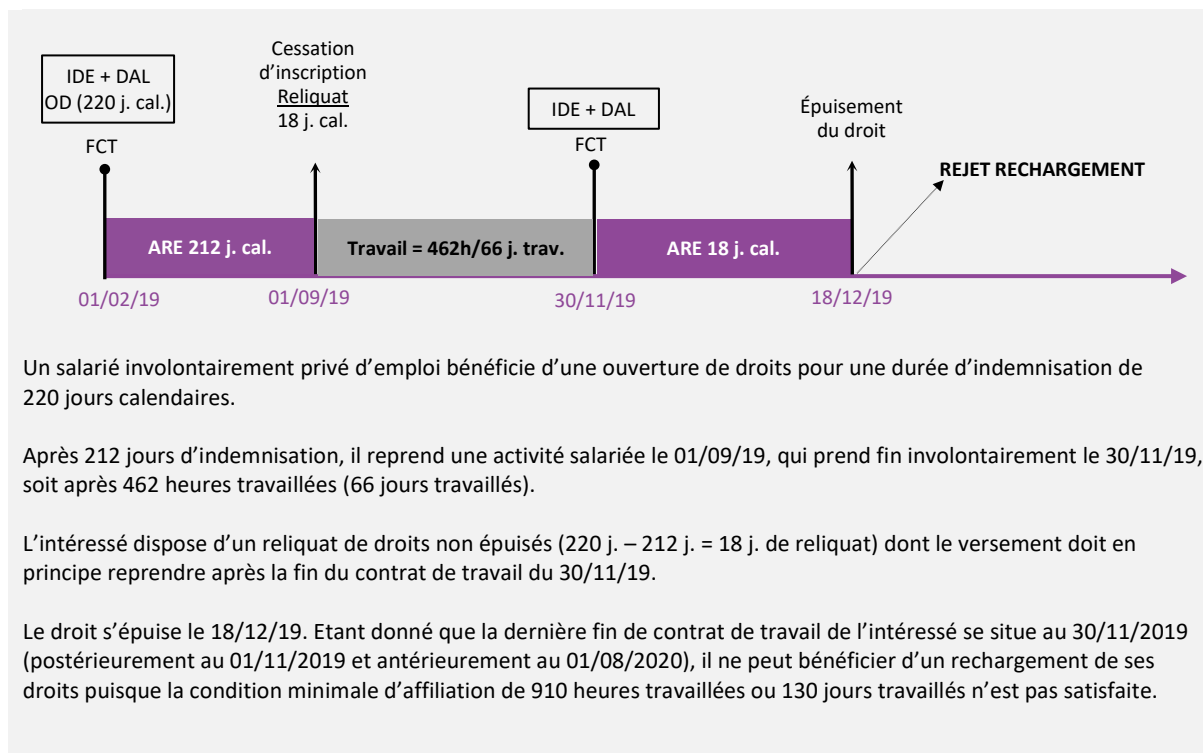 IDE + DAL
OD (220 j. cal.)
FCT
Cessation
d’inscription
Reliquat
18 j. cal.
IDE + DAL
FCT
Épuisement
du droit
REJET RECHARGEMENT
ARE 212 j. cal.
Travail = 462h/66 j. trav.
ARE 18 j. cal.
01/02/19
01/09/19
30/11/19
18/12/19
Un salarié involontairement privé d’emploi bénéficie d’une ouverture de droits pour une durée d’indemnisation de
220 jours calendaires.
Après 212 jours d’indemnisation, il reprend une activité salariée le 01/09/19, qui prend fin involontairement le 30/11/19,
soit après 462 heures travaillées (66 jours travaillés).
L’intéressé dispose d’un reliquat de droits non épuisés (220 j. – 212 j. = 18 j. de reliquat) dont le versement doit en
principe reprendre après la fin du contrat de travail du 30/11/19.
Le droit s’épuise le 18/12/19. Etant donné que la dernière fin de contrat de travail de l’intéressé se situe au 30/11/2019
(postérieurement au 01/11/2019 et antérieurement au 01/08/2020), il ne peut bénéficier d’un rechargement de ses
droits puisque la condition minimale d’affiliation de 910 heures travaillées ou 130 jours travaillés n’est pas satisfaite.